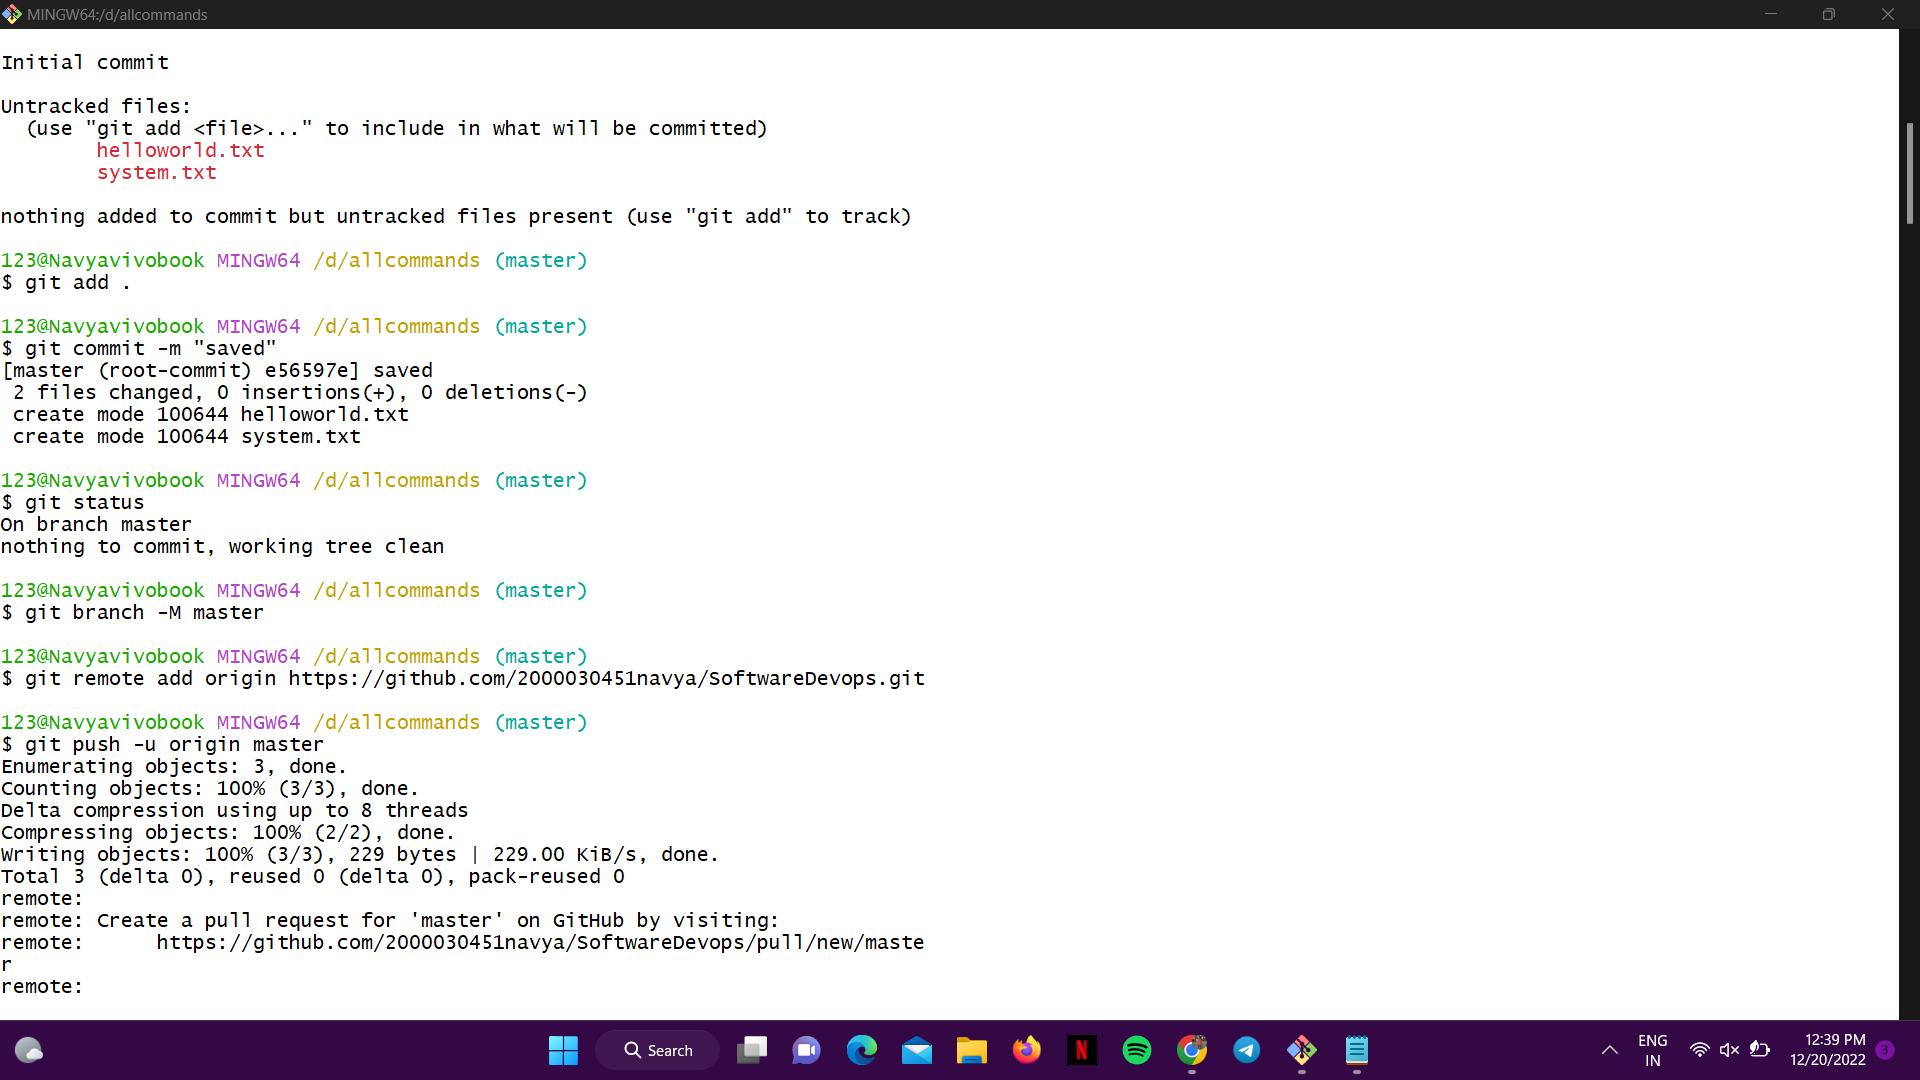 MINGW64:/d/allcommands
Initial commit
Untracked files:
  (use "git add <file>..." to include in what will be committed)
        helloworld.txt
        system.txt
nothing added to commit but untracked files present (use "git add" to track)
123@Navyavivobook MINGW64 /d/allcommands (master)
$ git add .
123@Navyavivobook MINGW64 /d/allcommands (master)
$ git commit -m "saved"
[master (root-commit) e56597e] saved
 2 files changed, 0 insertions(+), 0 deletions(-)
 create mode 100644 helloworld.txt
 create mode 100644 system.txt
123@Navyavivobook MINGW64 /d/allcommands (master)
$ git status
On branch master
nothing to commit, working tree clean
123@Navyavivobook MINGW64 /d/allcommands (master)
$ git branch -M master
123@Navyavivobook MINGW64 /d/allcommands (master)
$ git remote add origin https://github.com/2000030451navya/SoftwareDevops.git
123@Navyavivobook MINGW64 /d/allcommands (master)
$ git push -u origin master
Enumerating objects: 3, done.
Counting objects: 100% (3/3), done.
Delta compression using up to 8 threads
Compressing objects: 100% (2/2), done.
Writing objects: 100% (3/3), 229 bytes | 229.00 KiB/s, done.
Total 3 (delta 0), reused 0 (delta 0), pack-reused 0
remote:
remote: Create a pull request for 'master' on GitHub by visiting:
remote:      https://github.com/2000030451navya/SoftwareDevops/pull/new/maste
r
remote:
Search
N
ENG
IN
12:39 PM
12/20/2022
3